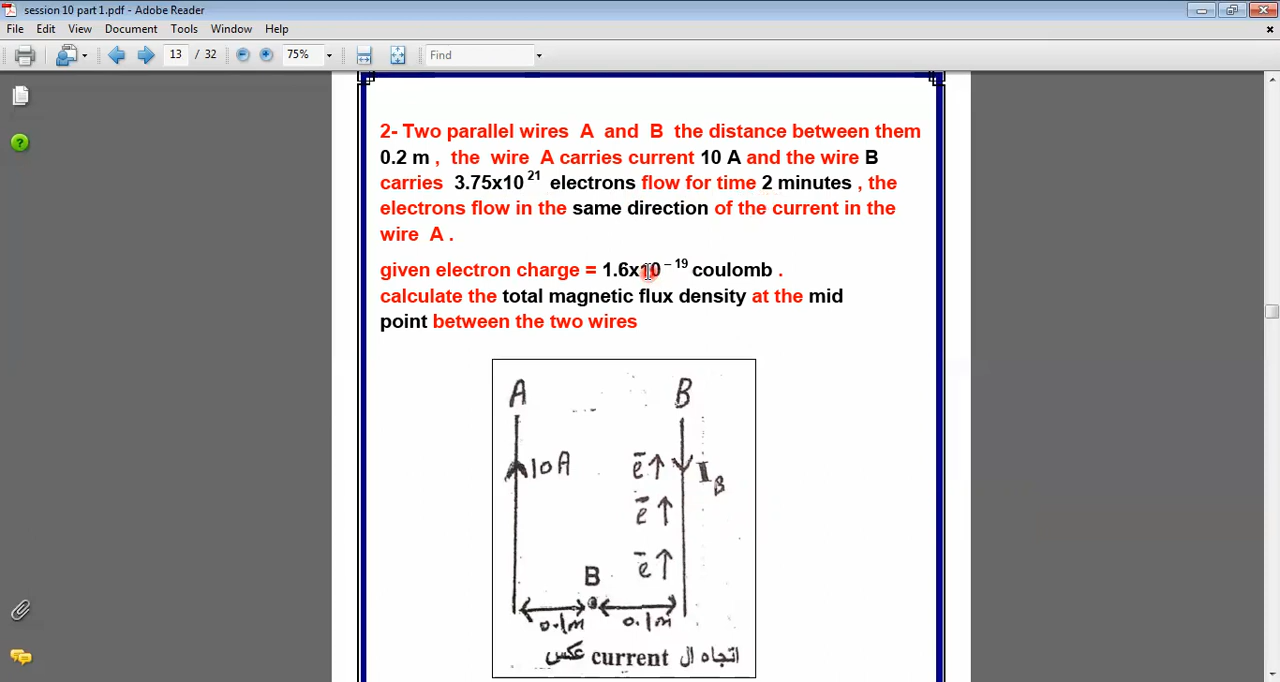 session 10 part 1.pdf - Adobe Reader
File Edit View Document Tools Window Help
13 / 32 75% Find
2- Two parallel wires A and B the distance between them
0.2 m , the wire A carries current 10 A and the wire B
carries 3.75x10 21 electrons flow for time 2 minutes , the
electrons flow in the same direction of the current in the
wire A .
given electron charge = 1.6x10 – 19 coulomb .
calculate the total magnetic flux density at the mid
point between the two wires
A B
10A e̅ ↑ I B
e̅ ↑
e̅ ↑
B
0.1m 0.1m
اتجاه ال current عكس